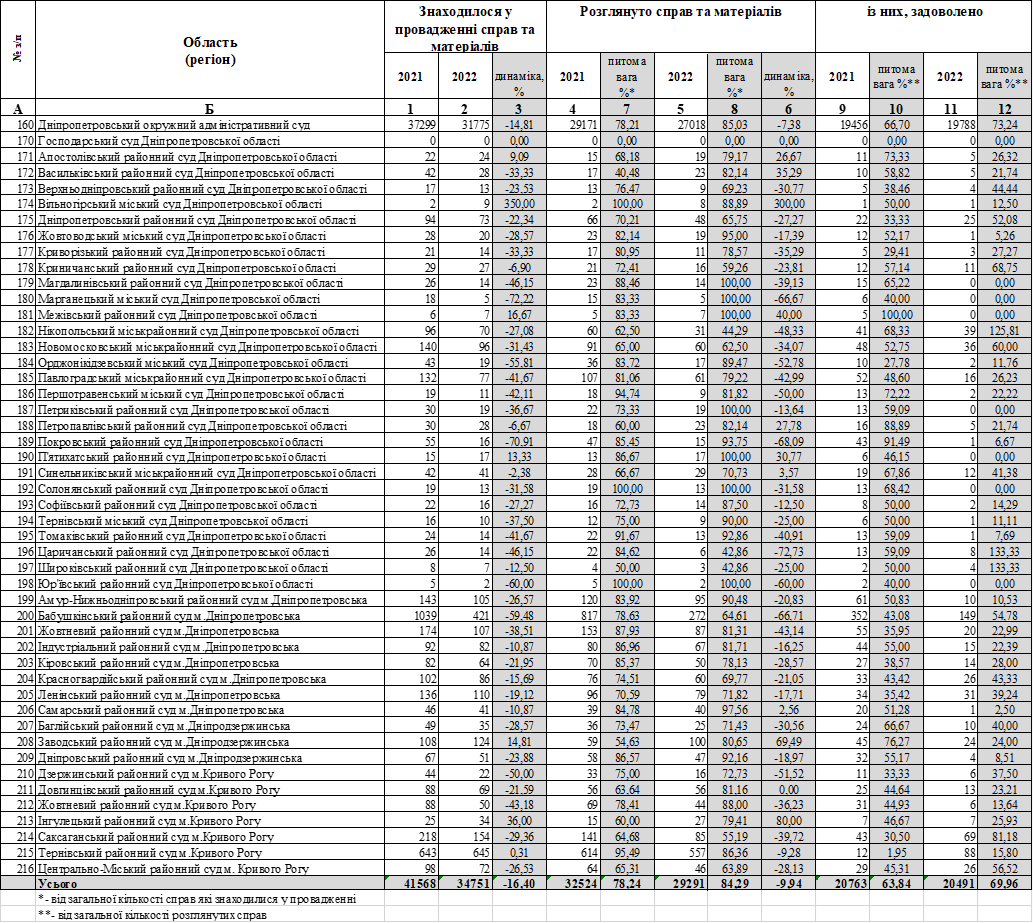 № з/п Область (регіон) Знаходилося у провадженні справ та матеріалів Розглянуто справ та матеріалів із них, задоволено
2021 2022 динаміка, % 2021 питома вага %* 2022 питома вага %* динаміка, % 2021 питома вага %** 2022 питома вага %**
А Б 1 2 3 4 7 5 8 6 9 10 11 12
160 Дніпропетровський окружний адміністративний суд 37299 31775 -14,81 29171 78,21 27018 85,03 -7,38 19456 66,70 19788 73,24
170 Господарський суд Дніпропетровської області 0 0 0,00 0 0,00 0 0,00 0,00 0 0,00 0 0,00
171 Апостолівський районний суд Дніпропетровської області 22 24 9,09 15 68,18 19 79,17 26,67 11 73,33 5 26,32
172 Васильківський районний суд Дніпропетровської області 42 28 -33,33 17 40,48 23 82,14 35,29 10 58,82 5 21,74
173 Верхньодніпровський районний суд Дніпропетровської області 17 13 -23,53 13 76,47 9 69,23 -30,77 5 38,46 4 44,44
174 Вільногірський міський суд Дніпропетровської області 2 9 350,00 2 100,00 8 88,89 300,00 1 50,00 1 12,50
175 Дніпропетровський районний суд Дніпропетровської області 94 73 -22,34 66 70,21 48 65,75 -27,27 22 33,33 25 52,08
176 Жовтоводський міський суд Дніпропетровської області 28 20 -28,57 23 82,14 19 95,00 -17,39 12 52,17 1 5,26
177 Криворізький районний суд Дніпропетровської області 21 14 -33,33 17 80,95 11 78,57 -35,29 5 29,41 3 27,27
178 Криничанський районний суд Дніпропетровської області 29 27 -6,90 21 72,41 16 59,26 -23,81 12 57,14 11 68,75
179 Магдалинівський районний суд Дніпропетровської області 26 14 -46,15 23 88,46 14 100,00 -39,13 15 65,22 0 0,00
180 Марганецький міський суд Дніпропетровської області 18 5 -72,22 15 83,33 5 100,00 -66,67 6 40,00 0 0,00
181 Межівський районний суд Дніпропетровської області 6 7 16,67 5 83,33 7 100,00 40,00 5 100,00 0 0,00
182 Нікопольський міськрайонний суд Дніпропетровської області 96 70 -27,08 60 62,50 31 44,29 -48,33 41 68,33 39 125,81
183 Новомосковський міськрайонний суд Дніпропетровської області 140 96 -31,43 91 65,00 60 62,50 -34,07 48 52,75 36 60,00
184 Орджонікідзевський міський суд Дніпропетровської області 43 19 -55,81 36 83,72 17 89,47 -52,78 10 27,78 2 11,76
185 Павлоградський міськрайонний суд Дніпропетровської області 132 77 -41,67 107 81,06 61 79,22 -42,99 52 48,60 16 26,23
186 Першотравенський міський суд Дніпропетровської області 19 11 -42,11 18 94,74 9 81,82 -50,00 13 72,22 2 22,22
187 Петриківський районний суд Дніпропетровської області 30 19 -36,67 22 73,33 19 100,00 -13,64 13 59,09 0 0,00
188 Петропавлівський районний суд Дніпропетровської області 30 28 -6,67 18 60,00 23 82,14 27,78 16 88,89 5 21,74
189 Покровський районний суд Дніпропетровської області 55 16 -70,91 47 85,45 15 93,75 -68,09 43 91,49 1 6,67
190 П'ятихатський районний суд Дніпропетровської області 15 17 13,33 13 86,67 17 100,00 30,77 6 46,15 0 0,00
191 Синельниківський міськрайонний суд Дніпропетровської області 42 41 -2,38 28 66,67 29 70,73 3,57 19 67,86 12 41,38
192 Солонянський районний суд Дніпропетровської області 19 13 -31,58 19 100,00 13 100,00 -31,58 13 68,42 0 0,00
193 Софіївський районний суд Дніпропетровської області 22 16 -27,27 16 72,73 14 87,50 -12,50 8 50,00 2 14,29
194 Тернівський міський суд Дніпропетровської області 16 10 -37,50 12 75,00 9 90,00 -25,00 6 50,00 1 11,11
195 Томаківський районний суд Дніпропетровської області 24 14 -41,67 22 91,67 13 92,86 -40,91 13 59,09 1 7,69
196 Царичанський районний суд Дніпропетровської області 26 14 -46,15 22 84,62 6 42,86 -72,73 13 59,09 8 133,33
197 Широківський районний суд Дніпропетровської області 8 7 -12,50 4 50,00 3 42,86 -25,00 2 50,00 4 133,33
198 Юр'ївський районний суд Дніпропетровської області 5 2 -60,00 5 100,00 2 100,00 -60,00 2 40,00 0 0,00
199 Амур-Нижньодніпровський районний суд м.Дніпропетровська 143 105 -26,57 120 83,92 95 90,48 -20,83 61 50,83 10 10,53
200 Бабушкінський районний суд м.Дніпропетровська 1039 421 -59,48 817 78,63 272 64,61 -66,71 352 43,08 149 54,78
201 Жовтневий районний суд м.Дніпропетровська 174 107 -38,51 153 87,93 87 81,31 -43,14 55 35,95 20 22,99
202 Індустріальний районний суд м.Дніпропетровська 92 82 -10,87 80 86,96 67 81,71 -16,25 44 55,00 15 22,39
203 Кіровський районний суд м.Дніпропетровська 82 64 -21,95 70 85,37 50 78,13 -28,57 27 38,57 14 28,00
204 Красногвардійський районний суд м.Дніпропетровська 102 86 -15,69 76 74,51 60 69,77 -21,05 33 43,42 26 43,33
205 Ленінський районний суд м.Дніпропетровська 136 110 -19,12 96 70,59 79 71,82 -17,71 34 35,42 31 39,24
206 Самарський районний суд м.Дніпропетровська 46 41 -10,87 39 84,78 40 97,56 2,56 20 51,28 1 2,50
207 Баглійський районний суд м.Дніпродзержинська 49 35 -28,57 36 73,47 25 71,43 -30,56 24 66,67 10 40,00
208 Заводський районний суд м.Дніпродзержинська 108 124 14,81 59 54,63 100 80,65 69,49 45 76,27 24 24,00
209 Дніпровський районний суд м.Дніпродзержинська 67 51 -23,88 58 86,57 47 92,16 -18,97 32 55,17 4 8,51
210 Дзержинський районний суд м.Кривого Рогу 44 22 -50,00 33 75,00 16 72,73 -51,52 11 33,33 6 37,50
211 Довгинцівський районний суд м.Кривого Рогу 88 69 -21,59 56 63,64 56 81,16 0,00 25 44,64 13 23,21
212 Жовтневий районний суд м.Кривого Рогу 88 50 -43,18 69 78,41 44 88,00 -36,23 31 44,93 6 13,64
213 Інгулецький районний суд м.Кривого Рогу 25 34 36,00 15 60,00 27 79,41 80,00 7 46,67 7 25,93
214 Саксаганський районний суд м.Кривого Рогу 218 154 -29,36 141 64,68 85 55,19 -39,72 43 30,50 69 81,18
215 Тернівський районний суд м.Кривого Рогу 643 645 0,31 614 95,49 557 86,36 -9,28 12 1,95 88 15,80
216 Центрально-Міський районний суд м. Кривого Рогу 98 72 -26,53 64 65,31 46 63,89 -28,13 29 45,31 26 56,52
Усього 41568 34751 -16,40 32524 78,24 29291 84,29 -9,94 20763 63,84 20491 69,96
*- від загальної кількості справ які знаходилися у провадженні
**- від загальної кількості розглянутих справ